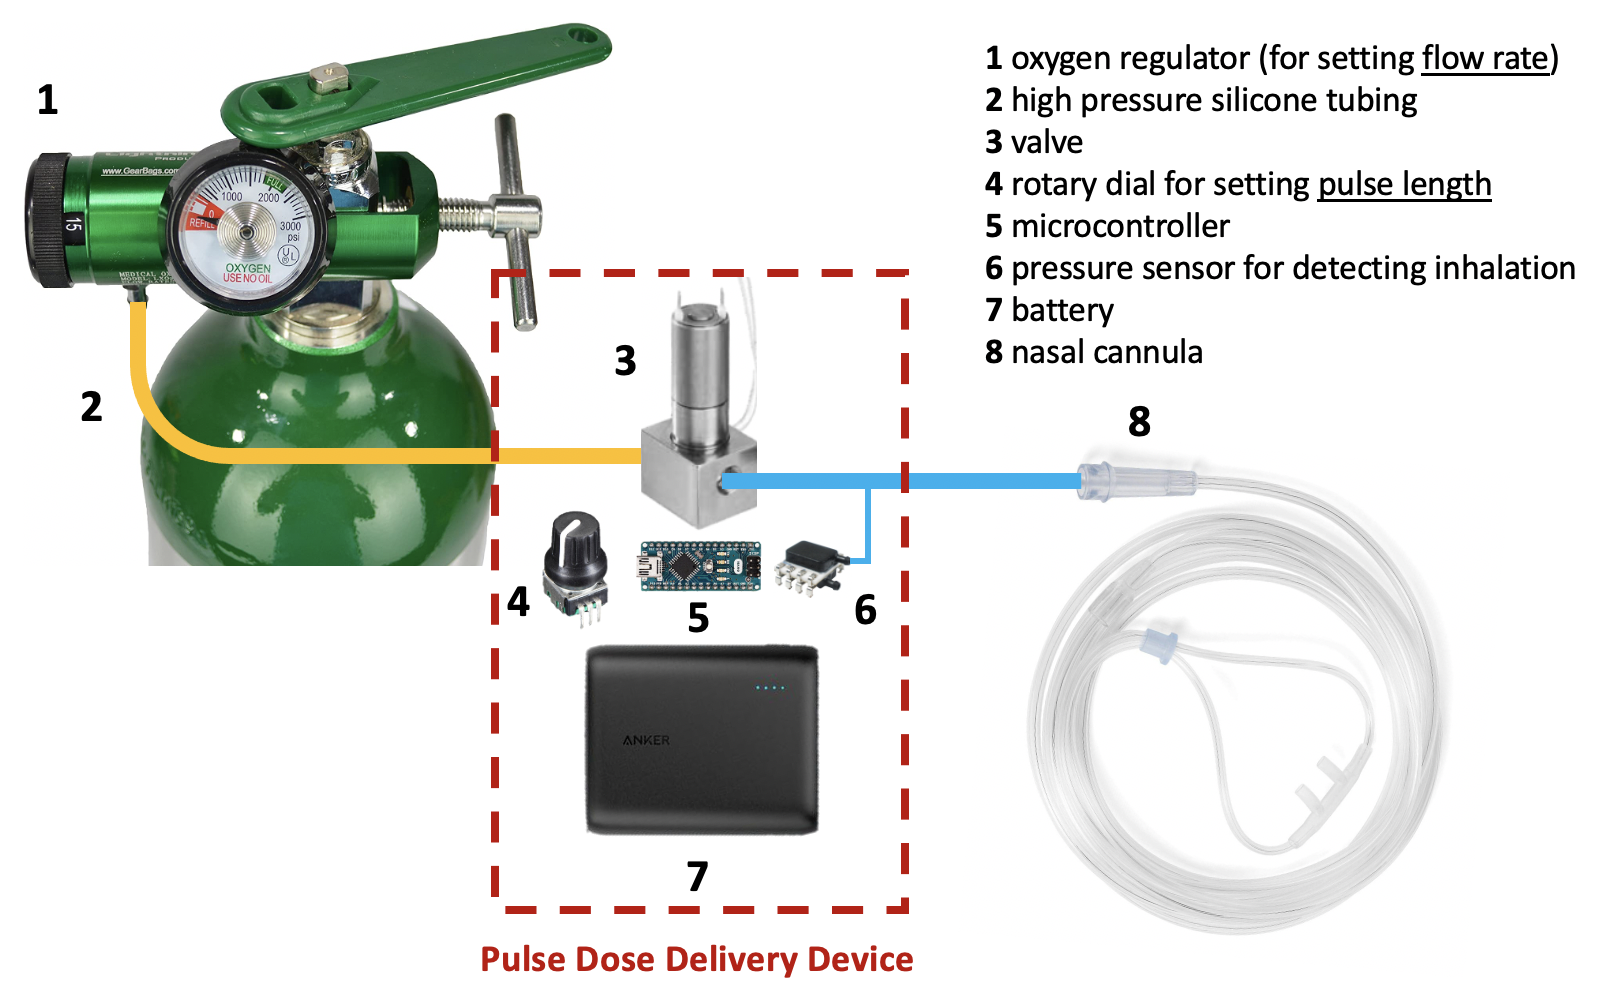 1
1 oxygen regulator (for setting flow rate)
2 high pressure silicone tubing
3 valve
4 rotary dial for setting pulse length
5 microcontroller
6 pressure sensor for detecting inhalation
7 battery
8 nasal cannula
www.GearBags.com
15
FULL
1000
2000
0
REFILL
3000
psi
OXYGEN
USE NO OIL
MEDICAL
3
2
8
4
5
6
ANKER
7
Pulse Dose Delivery Device